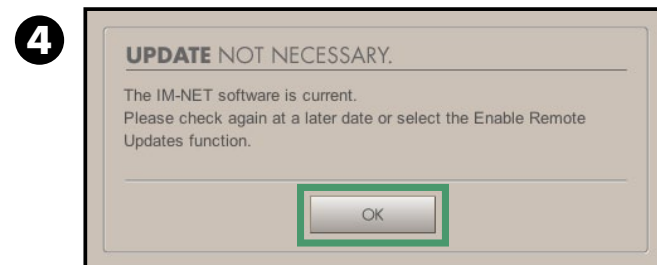 4
UPDATE NOT NECESSARY.
The IM-NET software is current.
Please check again at a later date or select the Enable Remote
Updates function.
OK